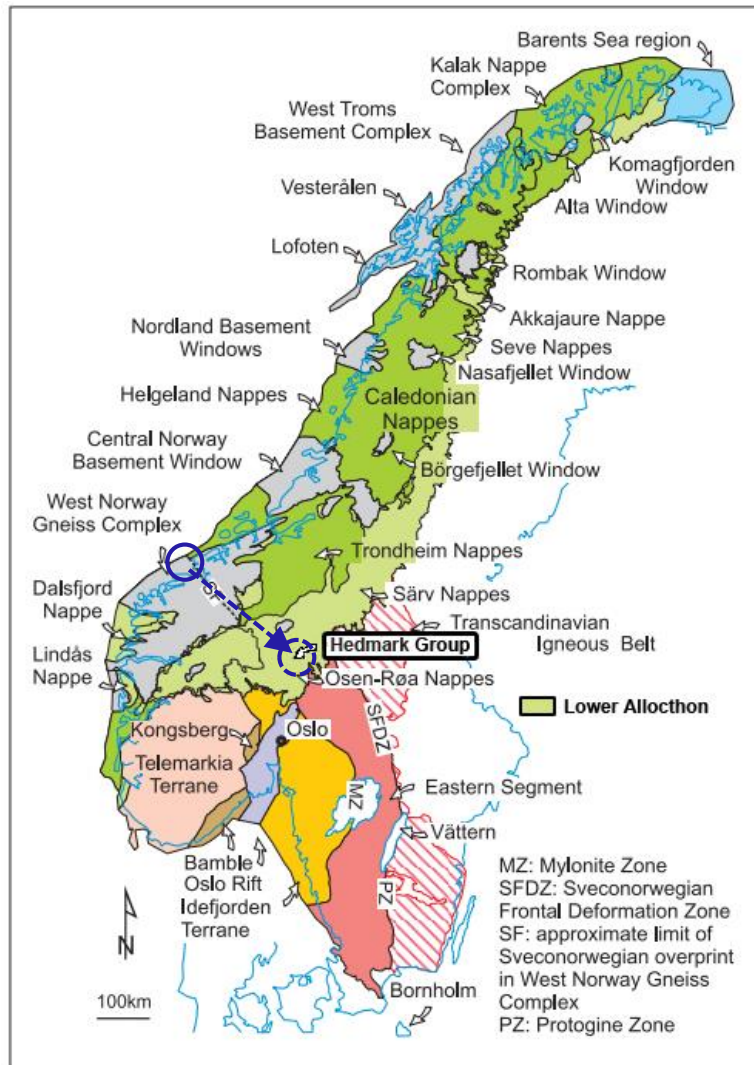 Barents Sea region
Kalak Nappe
Complex
West Troms
Basement Complex
Komagfjorden
Window
Vesterålen
Alta Window
Lofoten
Rombak Window
Akkajaure Nappe
Nordland Basement
Windows
Seve Nappes
Nasafjellet Window
Helgeland Nappes
Caledonian
Nappes
Central Norway
Basement Window
Börgefjellet Window
West Norway
Gneiss Complex
Trondheim Nappes
SF
Dalsfjord
Nappe
Särv Nappes
Transcandinavian
Igneous Belt
Hedmark Group
Lindås
Nappe
Osen-Røa Nappes
Lower Allocthon
Kongsberg
Oslo
SFDZ
Telemarkia
Terrane
MZ
Eastern Segment
Vättern
Bamble
Oslo Rift
Idefjorden
Terrane
PZ
MZ: Mylonite Zone
SFDZ: Sveconorwegian
Frontal Deformation Zone
SF: approximate limit of
Sveconorwegian overprint
in West Norway Gneiss
Complex
PZ: Protogine Zone
N
100km
Bornholm